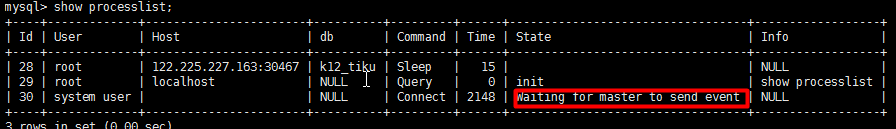 mysql> show processlist;
+----+-------------+-----------------------+----------+---------+------+----------------------------------+------------------+
| Id | User | Host | db | Command | Time | State | Info |
+----+-------------+-----------------------+----------+---------+------+----------------------------------+------------------+
| 28 | root | 122.225.227.163:30467 | k12_tiku | Sleep | 15 | | NULL |
| 29 | root | localhost | NULL | Query | 0 | init | show processlist |
| 30 | system user | | NULL | Connect | 2148 | Waiting for master to send event | NULL |
+----+-------------+-----------------------+----------+---------+------+----------------------------------+------------------+
3 rows in set (0.00 sec)